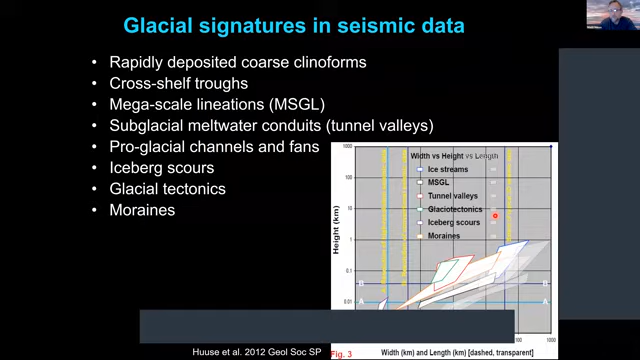 Glacial signatures in seismic data
• Rapidly deposited coarse clinoforms
• Cross-shelf troughs
• Mega-scale lineations (MSGL)
• Subglacial meltwater conduits (tunnel valleys)
• Pro-glacial channels and fans
• Iceberg scours
• Glacial tectonics
• Moraines
Width vs Height vs Length
Ice streams
MSGL
Tunnel valleys
Glaciotectonics
Iceberg scours
Moraines
Height (km)
1000
100
10
1
0.1
0.01
B
B
A
A
100
1000
Huuse et al. 2012 Geol Soc SP
Fig. 3
Width (km) and Length (km) [dashed, transparent]